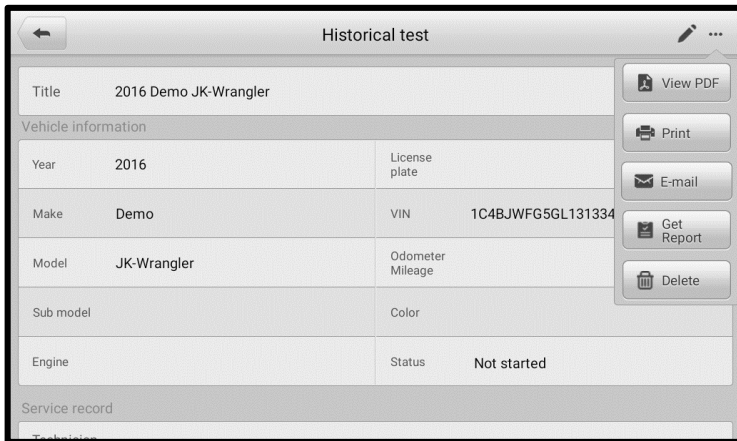 Historical test
Title 2016 Demo JK-Wrangler
View PDF
Vehicle information
Print
Year 2016 License plate
E-mail
Make Demo VIN 1C4BJWFG5GL131334
Get Report
Model JK-Wrangler Odometer Mileage
Delete
Sub model Color
Engine Status Not started
Service record
Technician